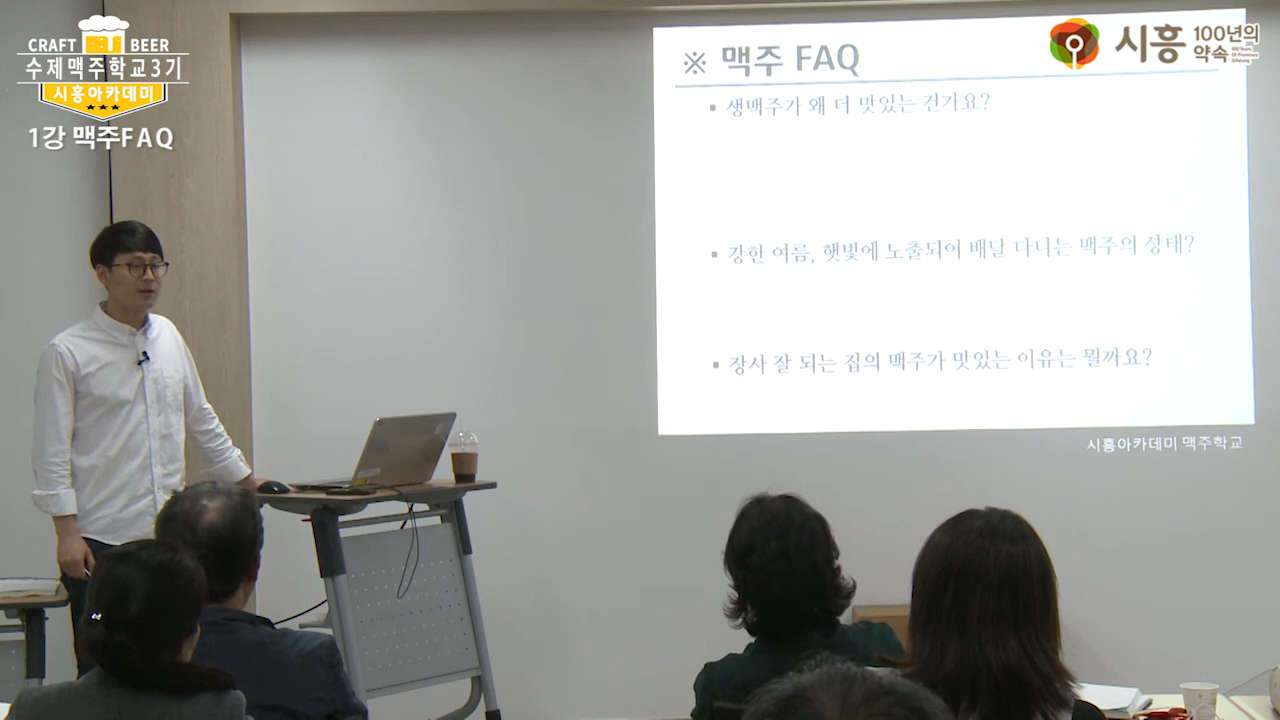 CRAFT BEER
수제맥주학교3기
시흥아카데미
1강 맥주FAQ
시흥 100년의 약속
※ 맥주 FAQ
▪ 생맥주가 왜 더 맛있는 건가요?
▪ 강한 여름, 햇빛에 노출되어 배달 다니는 맥주의 상태?
▪ 장사 잘 되는 집의 맥주가 맛있는 이유는 뭘까요?
시흥아카데미 맥주학교